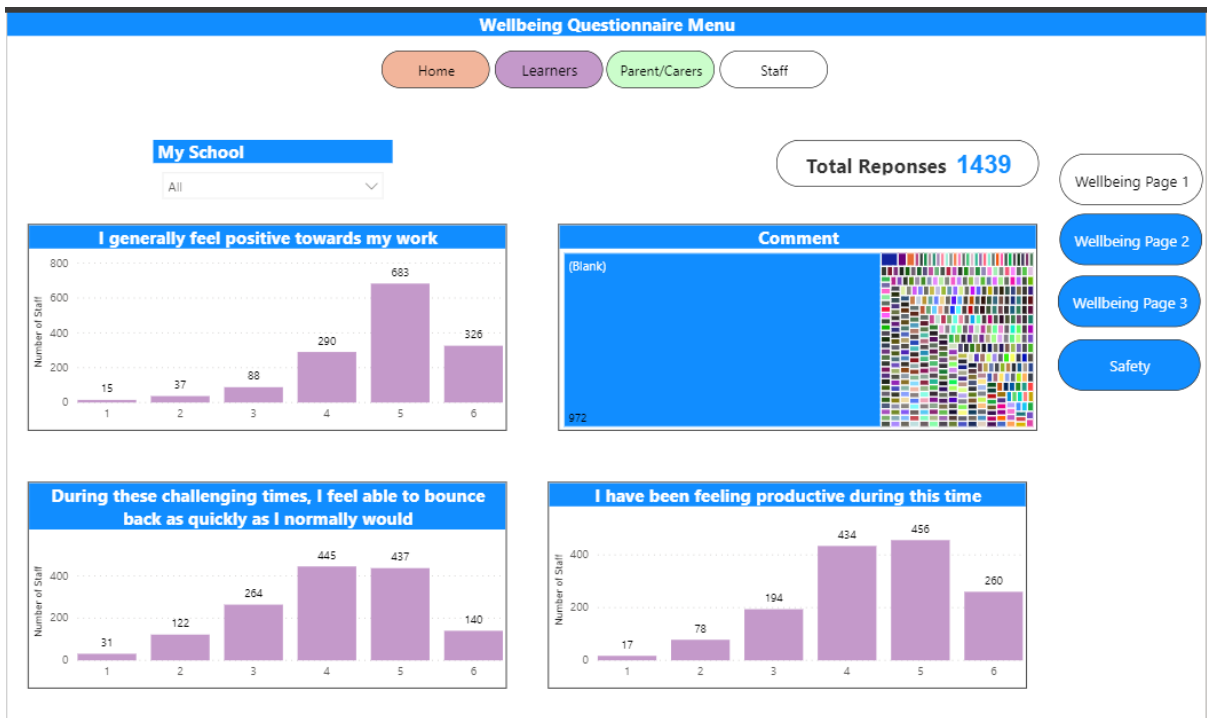 Wellbeing Questionnaire Menu
Home
Learners
Parent/Carers
Staff
My School
All
Total Reponses 1439
Wellbeing Page 1
Wellbeing Page 2
Wellbeing Page 3
Safety
I generally feel positive towards my work
Number of Staff
800
600
400
200
0
15
37
88
290
683
326
1
2
3
4
5
6
Comment
(Blank)
972
During these challenging times, I feel able to bounce
back as quickly as I normally would
Number of Staff
400
200
0
31
122
264
445
437
140
1
2
3
4
5
6
I have been feeling productive during this time
Number of Staff
400
200
0
17
78
194
434
456
260
1
2
3
4
5
6